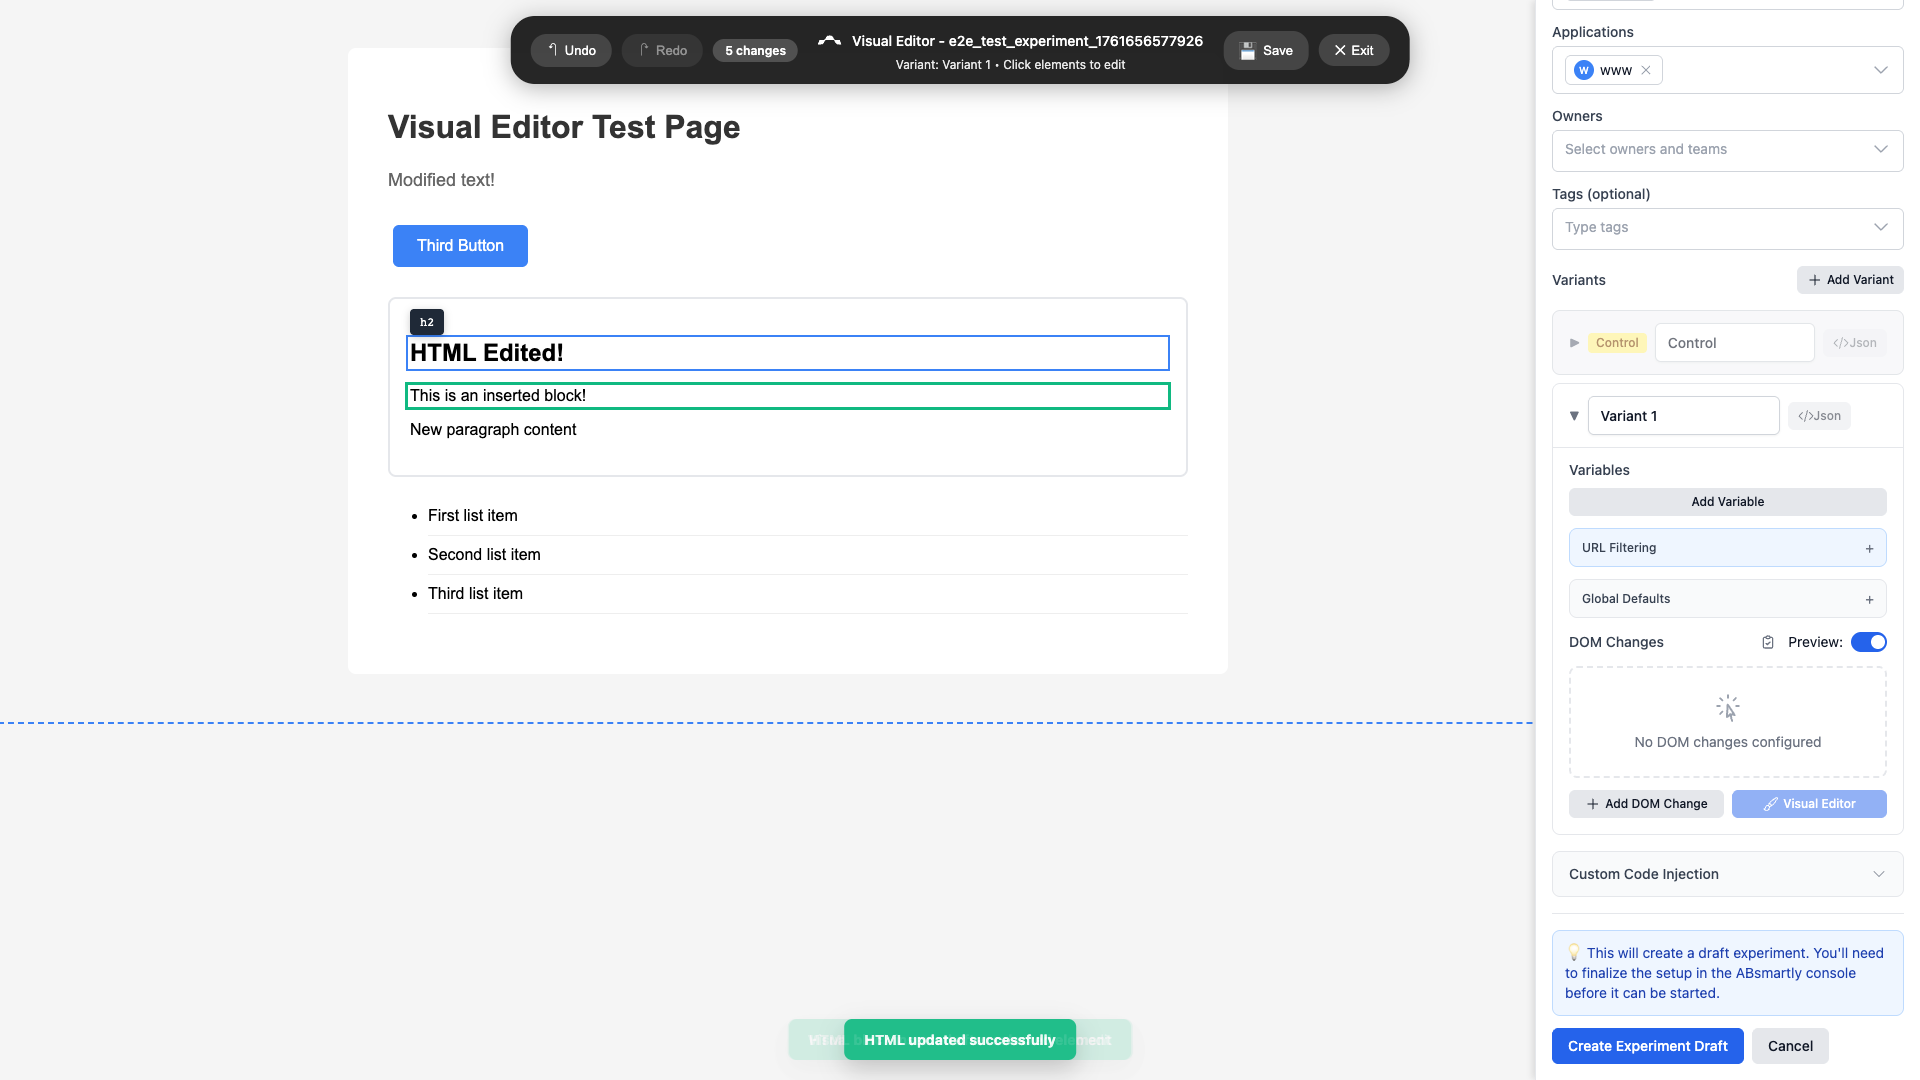 Undo
Redo
5 changes
Visual Editor - e2e_test_experiment_1761656577926
Variant: Variant 1 • Click elements to edit
Save
Exit
Visual Editor Test Page
Modified text!
Third Button
h2
HTML Edited!
This is an inserted block!
New paragraph content
First list item
Second list item
Third list item
HTML updated successfully
Applications
W www
Owners
Select owners and teams
Tags (optional)
Type tags
Variants
Add Variant
Control
Control
</>Json
Variant 1
</>Json
Variables
Add Variable
URL Filtering +
Global Defaults +
DOM Changes
Preview:
No DOM changes configured
Add DOM Change
Visual Editor
Custom Code Injection
This will create a draft experiment. You'll need
to finalize the setup in the ABsmartly console
before it can be started.
Create Experiment Draft
Cancel